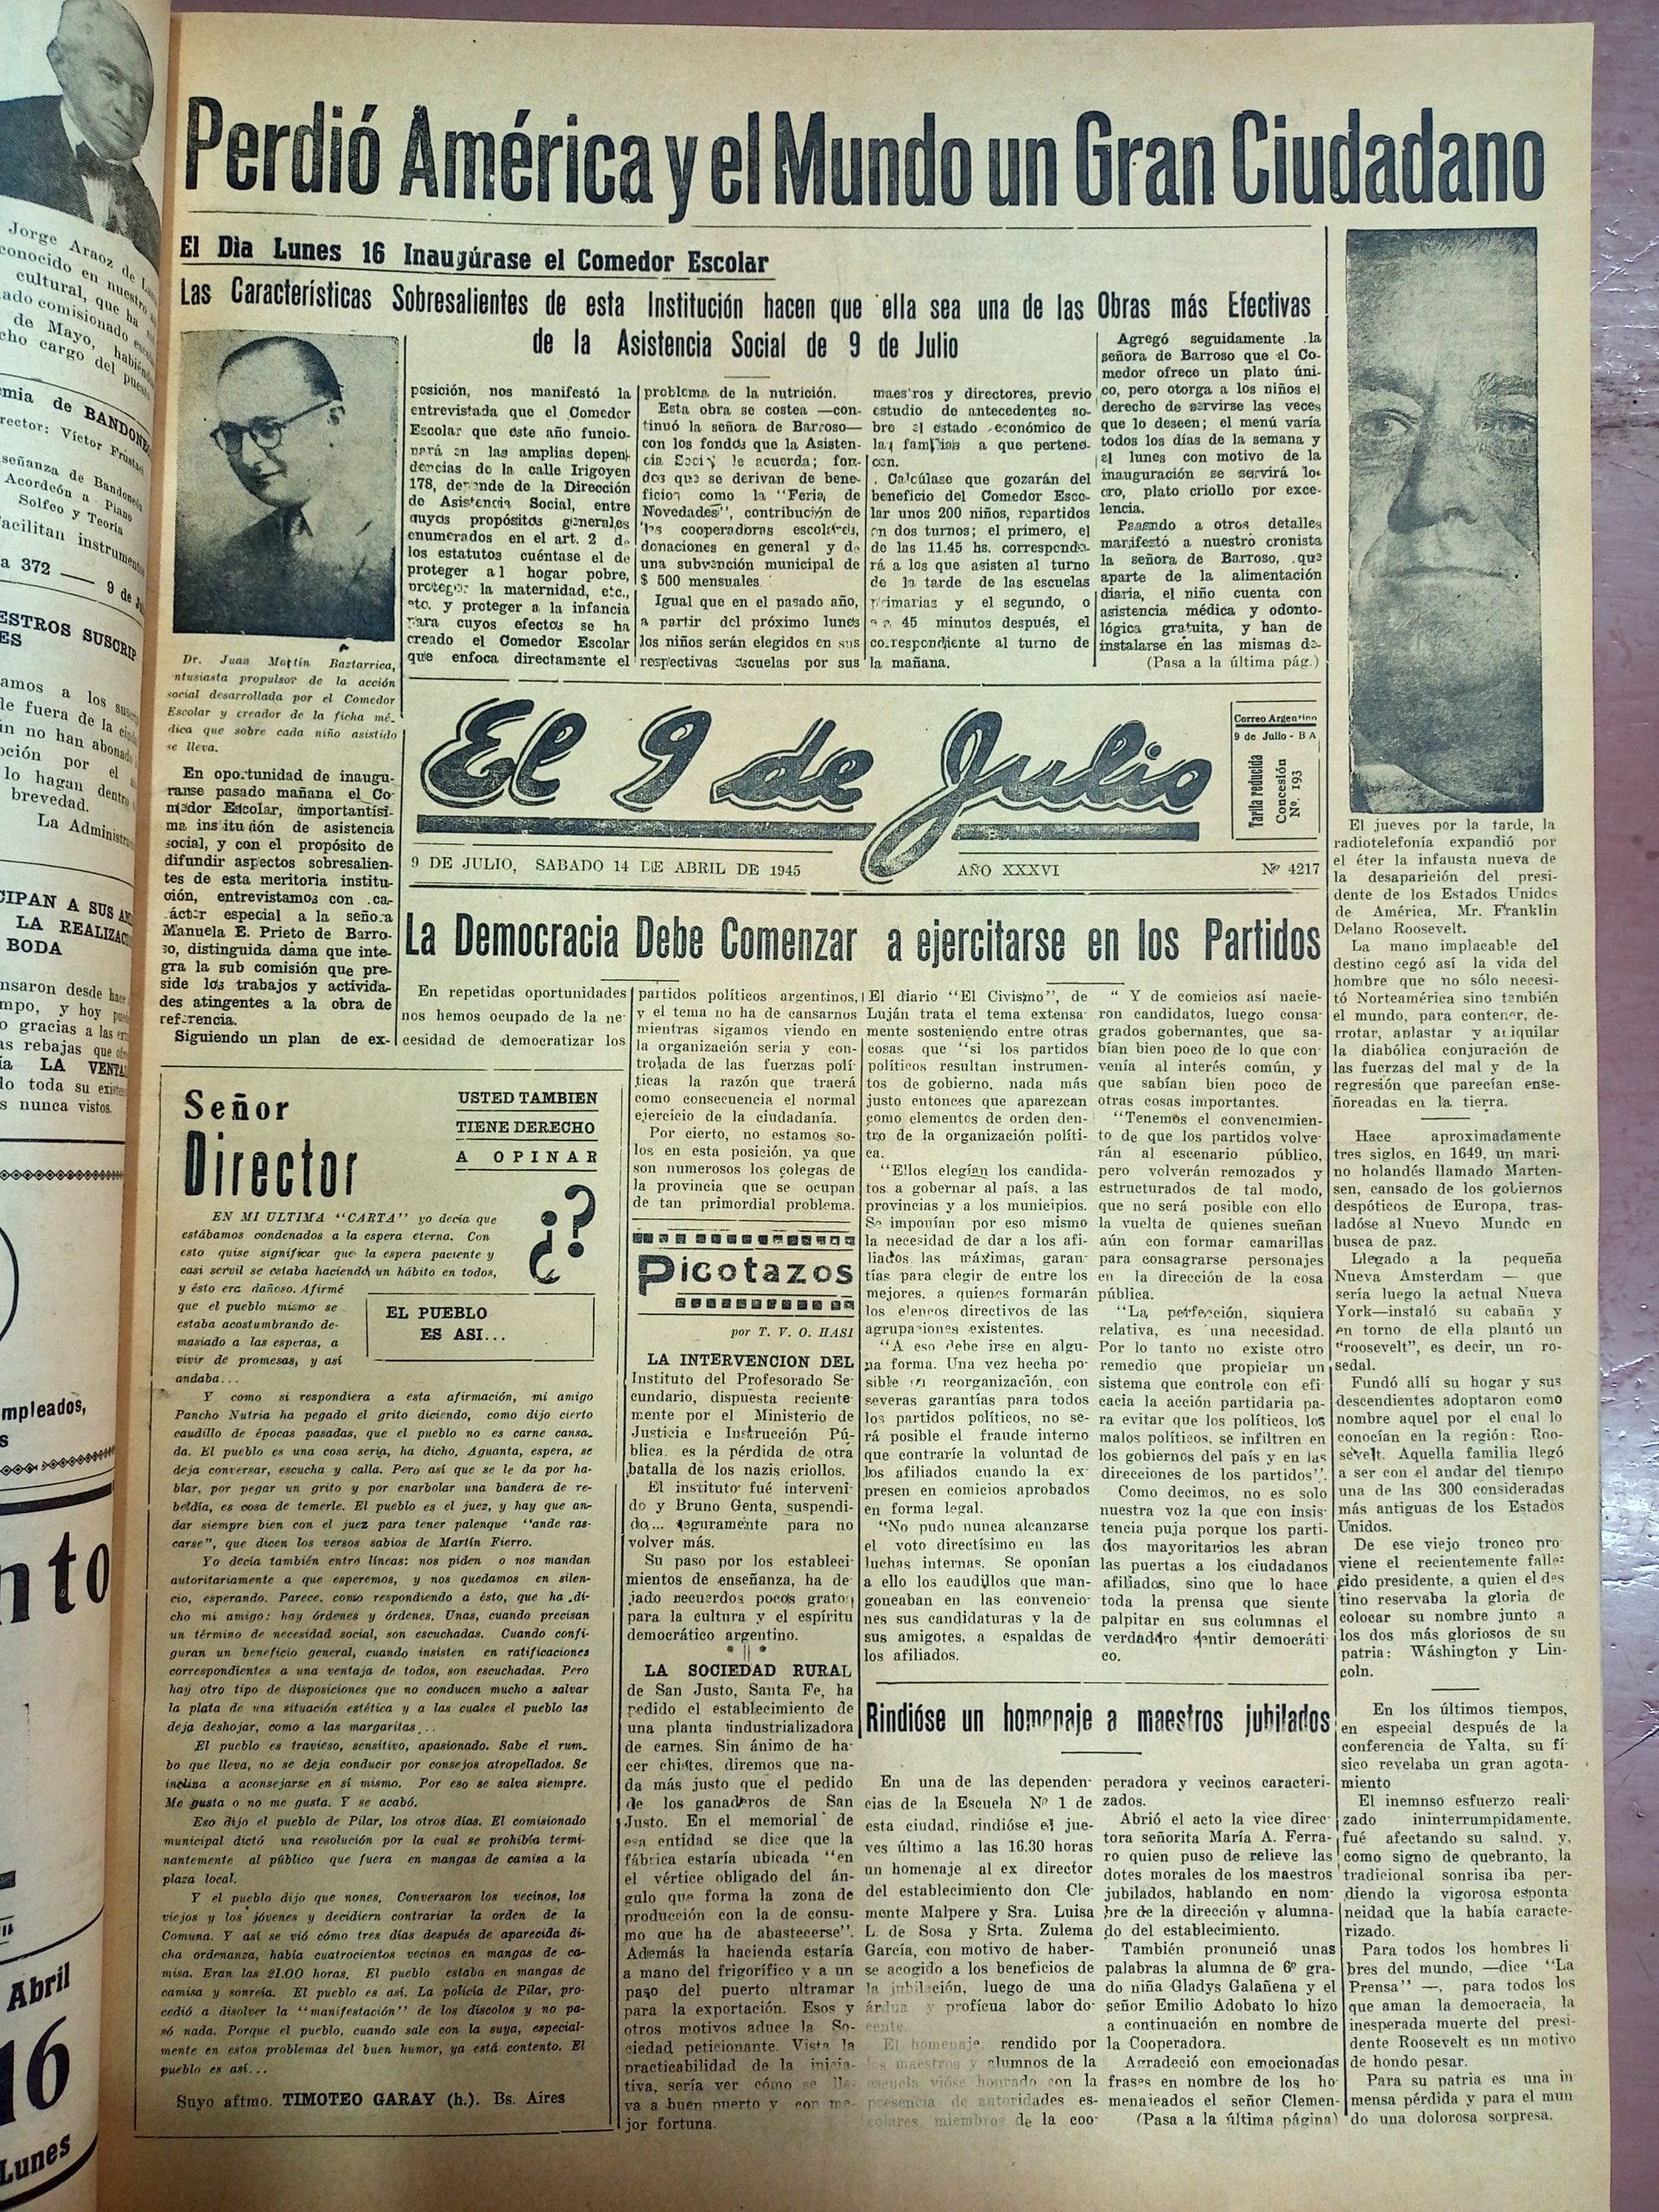 Perdió América y el Mundo un Gran Ciudadano
El Dia Lunes 16 Inaugúrase el Comedor Escolar
Las Características Sobresalientes de esta Institución hacen que ella sea una de las Obras más Efectivas
de la Asistencia Social de 9 de Julio
Dr. Juan Martín Baztarrica,
ntusiasta propulsor de la acción
social desarrollada por el Comedor
Escolar y creador de la ficha mé-
dica que sobre cada niño asistido
se lleva.
En oportunidad de inaugu-
rarse pasado mañana el Co-
medor Escolar, importantísi-
ma institución de asistencia
social, y con el propósito de
difundir aspectos sobresalien-
tes de esta meritoria institu-
ción, entrevistamos con ca-
rácter especial a la señora
Manuela E. Prieto de Barro-
so, distinguida dama que inte-
gra la sub comisión que pre-
side los trabajos y activida-
des atingentes a la obra de
referencia.
Siguiendo un plan de ex-
posición, nos manifestó la
entrevistada que el Comedor
Escolar que este año funcio-
nará en las amplias depen-
dencias de la calle Irigoyen
178, depende de la Dirección
de Asistencia Social, entre
cuyos propósitos generales
enumerados en el art. 2 de
los estatutos cuéntase el de
proteger al hogar pobre,
proteger la maternidad, etc.,
etc. y proteger a la infancia
para cuyos efectos se ha
creado el Comedor Escolar
que enfoca directamente el
problema de la nutrición.
Esta obra se costea —con-
tinuó la señora de Barroso—
con los fondos que la Asisten-
cia Social le acuerda; fon-
dos que se derivan de bene-
ficios como la "Feria de
Novedades", contribución de
las cooperadoras escolares,
donaciones en general y de
una subvención municipal de
$ 500 mensuales
Igual que en el pasado año,
a partir del próximo lunes
los niños serán elegidos en sus
respectivas escuelas por sus
maestros y directores, previo
estudio de antecedentes so-
bre el estado económico de
las familias a que pertene-
cen.
Calcúlase que gozarán del
beneficio del Comedor Esco-
lar unos 200 niños, repartidos
en dos turnos; el primero, el
de las 11.45 hs. corresponde-
rá a los que asisten al turno
de la tarde de las escuelas
primarias y el segundo, o
45 minutos después, el
correspondiente al turno de
la mañana.
Agregó seguidamente la
señora de Barroso que el Co-
medor ofrece un plato úni-
co, pero otorga a los niños el
derecho de servirse las veces
que lo deseen; el menú varía
todos los días de la semana y
el lunes con motivo de la
inauguración se servirá lo-
cro, plato criollo por exce-
lencia.
Pasando a otros detalles
manifestó a nuestro cronista
la señora de Barroso, que
aparte de la alimentación
diaria, el niño cuenta con
asistencia médica y odonto-
lógica gratuita, y han de
instalarse en las mismas de-
(Pasa a la última pág.)
El 9 de Julio
Correo Argentino
9 de Julio - B A
Tarifa reducida
Concesión
Nº. 193
9 DE JULIO, SABADO 14 DE ABRIL DE 1945
AÑO XXXVI
Nº 4217
La Democracia Debe Comenzar a ejercitarse en los Partidos
En repetidas oportunidades
nos hemos ocupado de la ne-
cesidad de democratizar los
partidos políticos argentinos,
y el tema no ha de cansarnos
mientras sigamos viendo en
la organización seria y con-
trolada de las fuerzas polí-
ticas la razón que traerá
como consecuencia el normal
ejercicio de la ciudadanía.
Por cierto, no estamos so-
los en esta posición, ya que
son numerosos los colegas de
la provincia que se ocupan
de tan primordial problema.
El diario "El Civismo", de
Luján trata el tema extensa-
mente sosteniendo entre otras
cosas que "si los partidos
políticos resultan instrumen-
tos de gobierno, nada más
justo entonces que aparezcan
como elementos de orden den-
tro de la organización políti-
ca.
"Ellos elegían los candida-
tos a gobernar al país, a las
provincias y a los municipios.
Se imponían por eso mismo
la necesidad de dar a los afi-
liados las máximas, garan-
tías para elegir de entre los
mejores, a quienes formarán
los elencos directivos de las
agrupaciones existentes.
"A eso debe irse en algu-
na forma. Una vez hecha po-
sible reorganización, con
severas garantías para todos
los partidos políticos, no se-
rá posible el fraude interno
que contraríe la voluntad de
los afiliados cuando la ex-
presen en comicios aprobados
en forma legal.
"No pudo nunca alcanzarse
el voto directísimo en las
luchas internas. Se oponían
a ello los caudillos que man-
goneaban en las convencio-
nes sus candidaturas y la de
sus amigotes, a espaldas de
los afiliados.
" Y de comicios así nacie-
ron candidatos, luego consa-
grados gobernantes, que sa-
bían bien poco de lo que con-
venía al interés común, y
que sabían bien poco de
otras cosas importantes.
"Tenemos el convencimien-
to de que los partidos volve-
rán al escenario público,
pero volverán remozados y
estructurados de tal modo,
que no será posible con ello
la vuelta de quienes sueñan
aún con formar camarillas
para consagrarse personajes
en la dirección de la cosa
pública.
"La perfección, siquiera
relativa, es una necesidad.
Por lo tanto no existe otro
remedio que propiciar un
sistema que controle con efi-
cacia la acción partidaria pa-
ra evitar que los políticos, los
malos políticos, se infiltren en
los gobiernos del país y en las
direcciones de los partidos".
Como decimos, no es solo
nuestra voz la que con insis-
tencia puja porque los parti-
dos mayoritarios les abran
las puertas a los ciudadanos
afiliados, sino que lo hace
toda la prensa que siente
palpitar en sus columnas el
verdadero sentir democráti-
co.
Señor
Director
USTED TAMBIEN
TIENE DERECHO
A OPINAR
¿?
EN MI ULTIMA "CARTA" yo decía que
estábamos condenados a la espera eterna. Con
esto quise significar que la espera paciente y
casi servil se estaba haciendo un hábito en todos,
y ésto era dañoso. Afirmé
que el pueblo mismo se
estaba acostumbrando de-
masiado a las esperas, a
vivir de promesas, y así
andaba...
EL PUEBLO
ES ASI...
Y como si respondiera a esta afirmación, mi amigo
Pancho Nutria ha pegado el grito diciendo, como dijo cierto
caudillo de épocas pasadas, que el pueblo no es carne cansa-
da. El pueblo es una cosa seria, ha dicho. Aguanta, espera, se
deja conversar, escucha y calla. Pero así que se le da por ha-
blar, por pegar un grito y por enarbolar una bandera de re-
beldía, es cosa de temerle. El pueblo es el juez, y hay que an-
dar siempre bien con el juez para tener palenque "ande ras-
carse", que dicen los versos sabios de Martín Fierro.
Yo decía también entre líneas: nos piden o nos mandan
autoritariamente a que esperemos, y nos quedamos en silen-
cio, esperando. Parece, como respondiendo a ésto, que ha di-
cho mi amigo: hay órdenes y órdenes. Unas, cuando precisan
un término de necesidad social, son escuchadas. Cuando confi-
guran un beneficio general, cuando insisten en ratificaciones
correspondientes a una ventaja de todos, son escuchadas. Pero
hay otro tipo de disposiciones que no conducen mucho a salvar
la plata de una situación estética y a las cuales el pueblo las
deja deshojar, como a las margaritas...
El pueblo es travieso, sensitivo, apasionado. Sabe el rum-
bo que lleva, no se deja conducir por consejos atropellados. Se
inclina a aconsejarse en sí mismo. Por eso se salva siempre.
Me gusta o no me gusta. Y se acabó.
Eso dijo el pueblo de Pilar, los otros días. El comisionado
municipal dictó una resolución por la cual se prohibía termi-
nantemente al público que fuera en mangas de camisa a la
plaza local.
Y el pueblo dijo que nones. Conversaron los vecinos, los
viejos y los jóvenes y decidiern contrariar la orden de la
Comuna. Y así se vió cómo tres días después de aparecida di-
cha ordenanza, había cuatrocientos vecinos en mangas de ca-
misa. Eran las 21.00 horas. El pueblo estaba en mangas de
camisa y sonreía. El pueblo es así. La policía de Pilar, pro-
cedió a disolver la "manifestación" de los díscolos y no pa-
só nada. Porque el pueblo, cuando sale con la suya, especial-
mente en estos problemas del buen humor, ya está contento. El
pueblo es así...
Suyo aftmo. TIMOTEO GARAY (h.). Bs. Aires
Picotazos
por T. V. O. HASI
LA INTERVENCION DEL
Instituto del Profesorado Se-
cundario, dispuesta reciente
mente por el Ministerio de
Justicia e Instrucción Pú-
blica, es la pérdida de otra
batalla de los nazis criollos.
El instituto fué interveni-
do y Bruno Genta, suspendi-
do... seguramente para no
volver más.
Su paso por los estableci-
mientos de enseñanza, ha de-
jado recuerdos pocos gratos
para la cultura y el espíritu
democrático argentino.
* || *
LA SOCIEDAD RURAL
de San Justo, Santa Fe, ha
pedido el establecimiento de
una planta industrializadora
de carnes. Sin ánimo de ha-
cer chistes, diremos que na-
da más justo que el pedido
de los ganaderos de San
Justo. En el memorial de
esa entidad se dice que la
fábrica estaría ubicada "en
el vértice obligado del án-
gulo que forma la zona de
producción con la de consu-
mo que ha de abastecerse".
Además la hacienda estaría
a mano del frigorífico y a un
paso del puerto ultramar
para la exportación. Esos y
otros motivos aduce la So-
ciedad peticionante. Vista la
practicabilidad de la inicia-
tiva, sería ver cómo se lle-
va a buen puerto y con me-
jor fortuna.
Rindióse un homenaje a maestros jubilados
En una de las dependen-
cias de la Escuela Nº 1 de
esta ciudad, rindióse el jue-
ves último a las 16.30 horas
un homenaje al ex director
del establecimiento don Cle-
mente Malpere y Sra. Luisa
L. de Sosa y Srta. Zulema
García, con motivo de haber-
se acogido a los beneficios de
la jubilación, luego de una
árdua y profícua labor do-
cente.
El homenaje rendido por
los maestros y alumnos de la
escuela vióse honrado con la
presencia de autoridades es-
colares, miembros de la coo-
peradora y vecinos caracteri-
zados.
Abrió el acto la vice direc-
tora señorita María A. Ferra-
ro quien puso de relieve las
dotes morales de los maestros
jubilados, hablando en nom-
bre de la dirección y alumna-
do del establecimiento.
También pronunció unas
palabras la alumna de 6º gra-
do niña Gladys Galañena y el
señor Emilio Adobato lo hizo
a continuación en nombre de
la Cooperadora.
Agradeció con emocionadas
frases en nombre de los ho-
menajeados el señor Clemen-
(Pasa a la última página)
El jueves por la tarde, la
radiotelefonía expandió por
el éter la infausta nueva de
la desaparición del presi-
dente de los Estados Unidos
de América, Mr. Franklin
Delano Roosevelt.
La mano implacable del
destino cegó así la vida del
hombre que no sólo necesi-
tó Norteamérica sino también
el mundo, para contener, de-
rrotar, aplastar y aniquilar
la diabólica conjuración de
las fuerzas del mal y de la
regresión que parecían ense-
ñoreadas en la tierra.
Hace aproximadamente
tres siglos, en 1649, un mari-
no holandés llamado Marten-
sen, cansado de los gobiernos
despóticos de Europa, tras-
ladóse al Nuevo Mundo en
busca de paz.
Llegado a la pequeña
Nueva Amsterdam — que
sería luego la actual Nueva
York—instaló su cabaña y
en torno de ella plantó un
"roosevelt", es decir, un ro-
sedal.
Fundó allí su hogar y sus
descendientes adoptaron como
nombre aquel por el cual lo
conocían en la región: Roo-
sevelt. Aquella familia llegó
a ser con el andar del tiempo
una de las 300 consideradas
más antiguas de los Estados
Unidos.
De ese viejo tronco pro
viene el recientemente falle-
cido presidente, a quien el des
tino reservaba la gloria de
colocar su nombre junto a
los dos más gloriosos de su
patria: Wáshington y Lin-
coln.
En los últimos tiempos,
en especial después de la
conferencia de Yalta, su fí-
sico revelaba un gran agota-
miento
El inemnso esfuerzo reali-
zado ininterrumpidamente,
fué afectando su salud, y,
como signo de quebranto, la
tradicional sonrisa iba per-
diendo la vigorosa esponta
neidad que la había caracte-
rizado.
Para todos los hombres li
bres del mundo, —dice "La
Prensa" —, para todos los
que aman la democracia, la
inesperada muerte del presi-
dente Roosevelt es un motivo
de hondo pesar.
Para su patria es una in
mensa pérdida y para el mun
do una dolorosa sorpresa.
Jorge Araoz de
conocido en nuestro
cultural, que ha
ado comisionado
de Mayo,
cho cargo del
emia de BANDONE
rector: Víctor
señanza de Bandoneón
Acordeón a Piano
Solfeo y Teoría
acilitan instrumentos
a 372 — 9 de
ESTROS SUSCRIP
ES
amos a los
de fuera de la
n no han abonado
pción por el
lo hagan dentro
brevedad.
La Administra
CIPAN A SUS
LA REALIZAC
BODA
nsaron desde hace
mpo, y hoy
o gracias a las
as rebajas que
ía LA VENTA
do toda su
s nunca vistos.
mpleados,
s
nto
Abril
16
Lunes